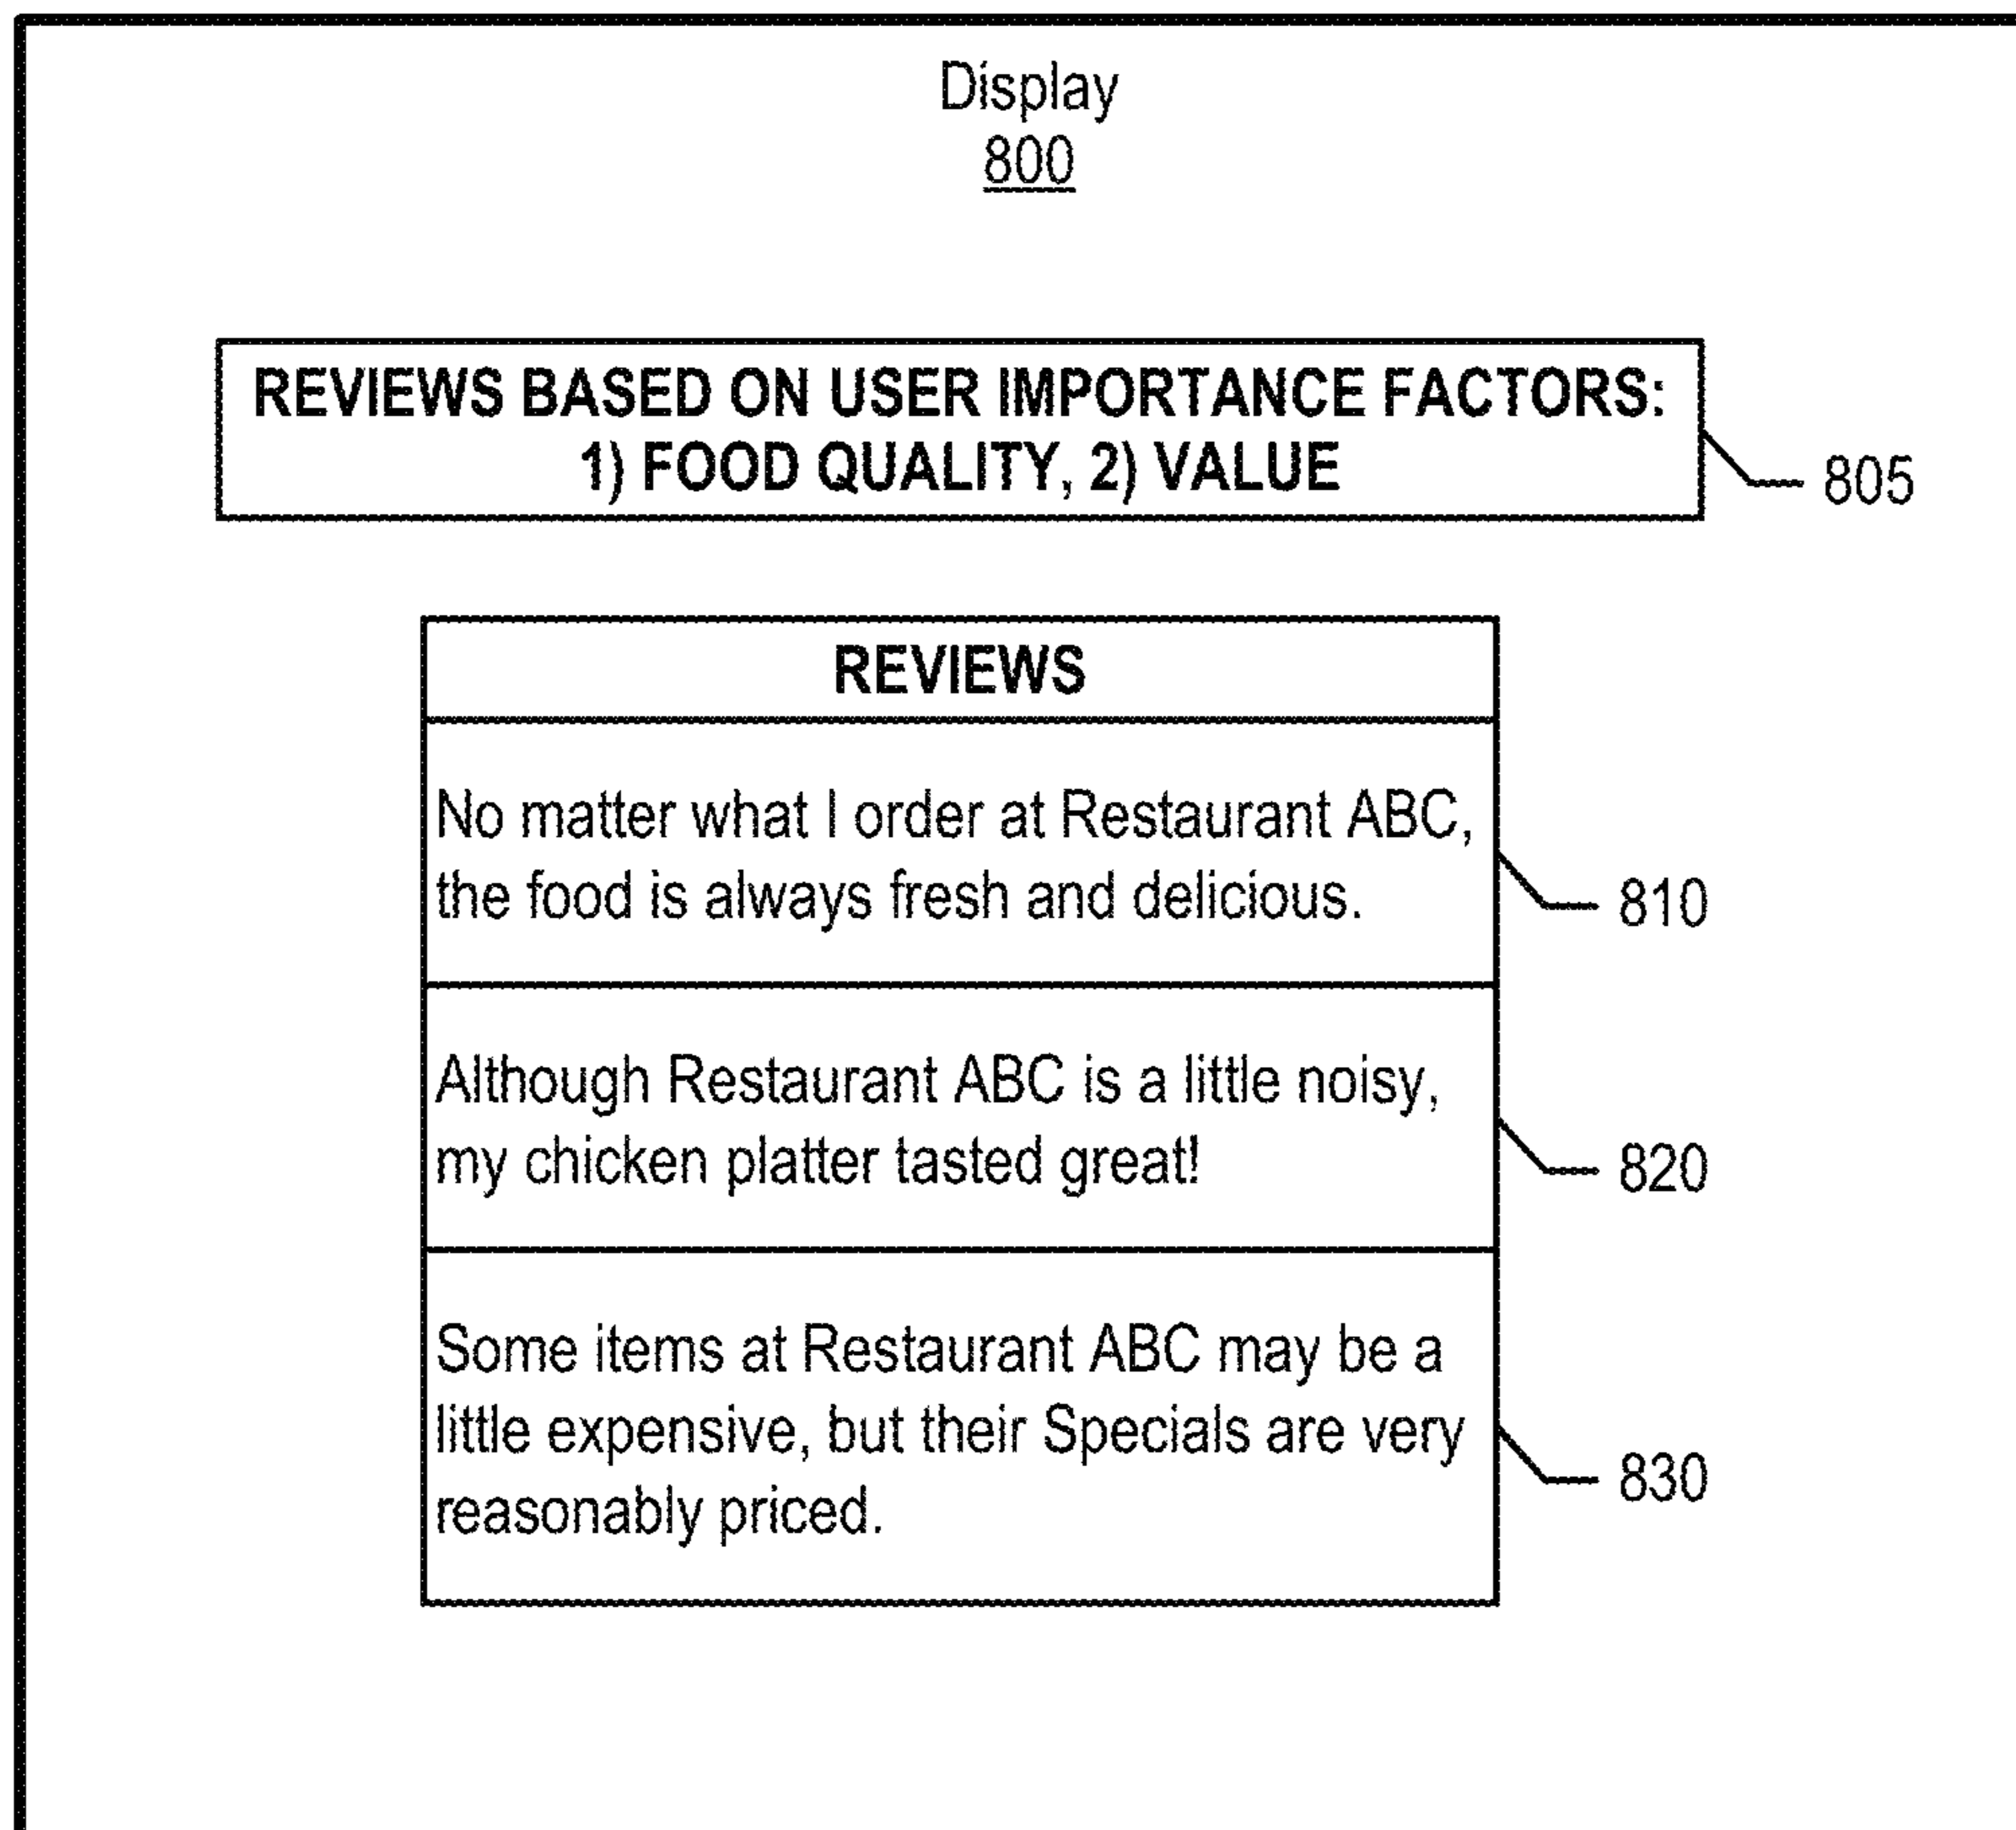 Display
800
REVIEWS BASED ON USER IMPORTANCE FACTORS:
1) FOOD QUALITY, 2) VALUE
805
REVIEWS
No matter what I order at Restaurant ABC,
the food is always fresh and delicious.
810
Although Restaurant ABC is a little noisy,
my chicken platter tasted great!
820
Some items at Restaurant ABC may be a
little expensive, but their Specials are very
reasonably priced.
830